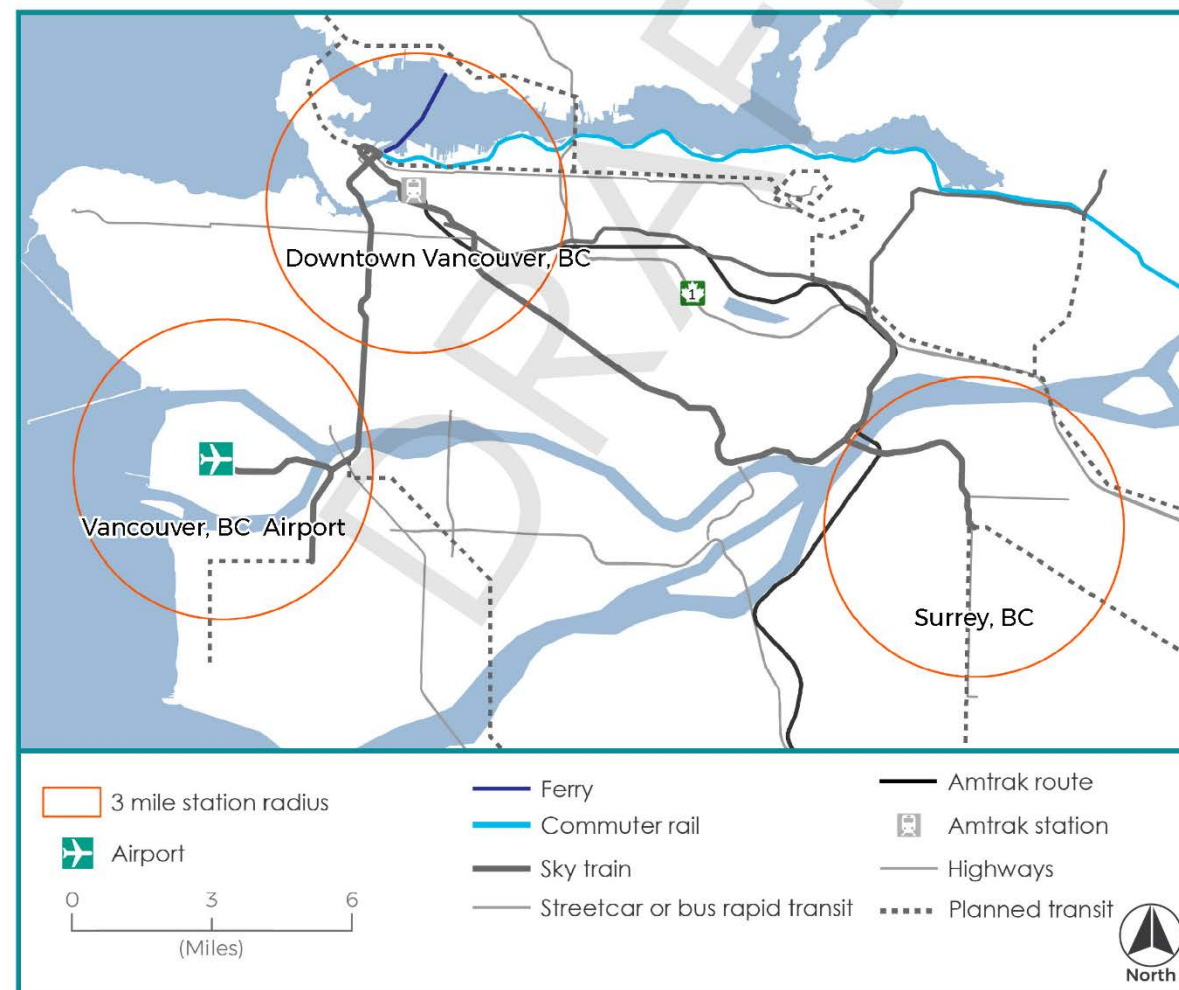 DRAFT
Downtown Vancouver, BC
1
Vancouver, BC Airport
Surrey, BC
3 mile station radius
Airport
0 3 6
(Miles)
Ferry
Commuter rail
Sky train
Streetcar or bus rapid transit
Amtrak route
Amtrak station
Highways
Planned transit
North